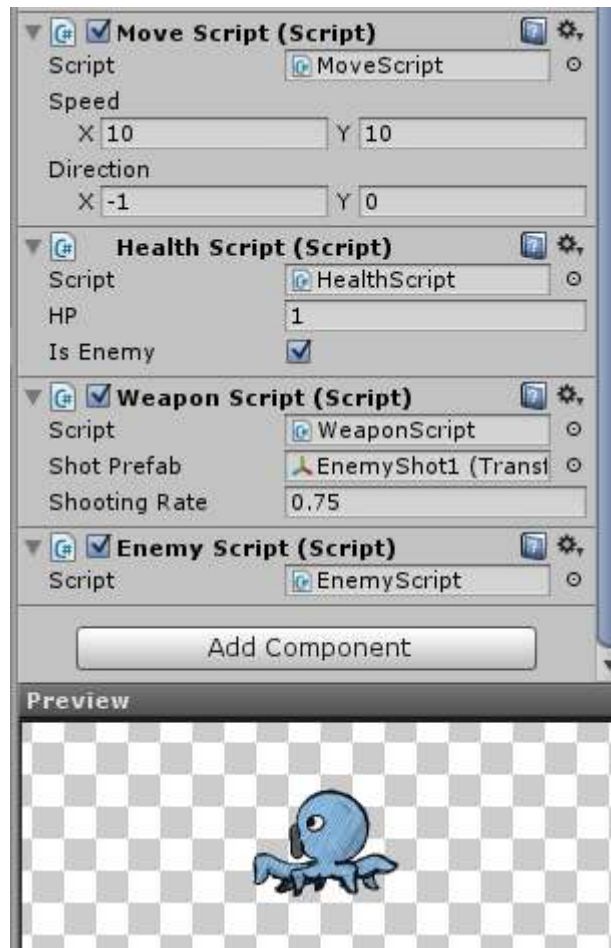 Move Script (Script)
Script MoveScript
Speed
X 10 Y 10
Direction
X -1 Y 0
Health Script (Script)
Script HealthScript
HP 1
Is Enemy
Weapon Script (Script)
Script WeaponScript
Shot Prefab EnemyShot1 (Transf
Shooting Rate 0.75
Enemy Script (Script)
Script EnemyScript
Add Component
Preview